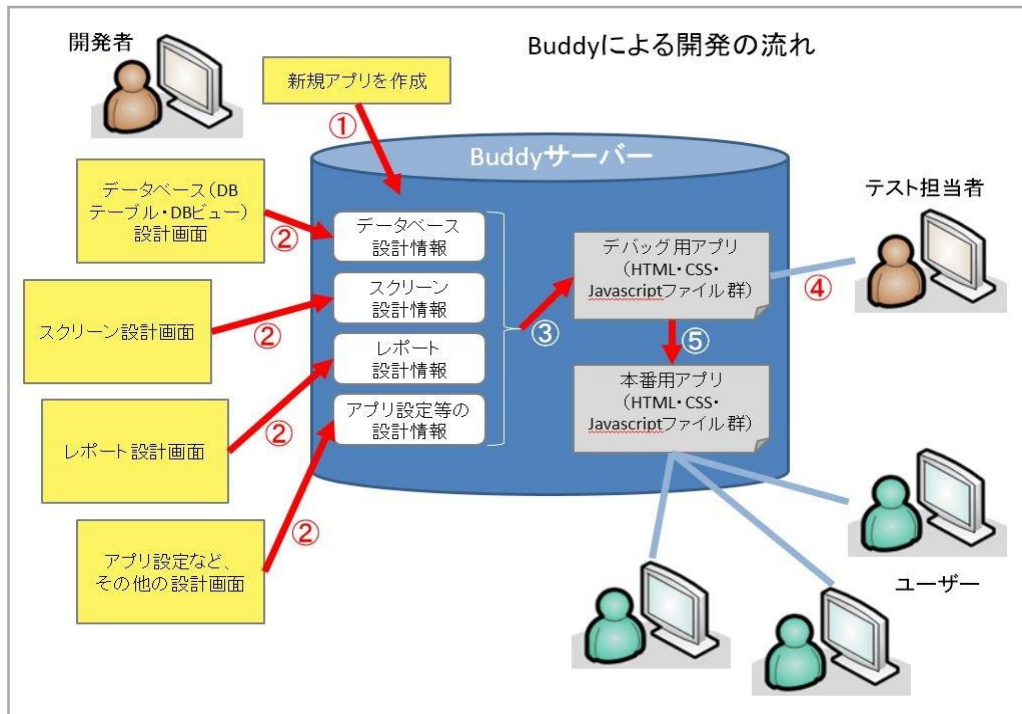 開発者
Buddyによる開発の流れ
新規アプリを作成
①
Buddyサーバー
データベース（DB
テーブル・DBビュー）
設計画面
②
データベース
設計情報
テスト担当者
デバッグ用アプリ
（HTML・CSS・
Javascriptファイル群）
④
スクリーン設計画面
②
スクリーン
設計情報
③
⑤
レポート
設計情報
本番用アプリ
（HTML・CSS・
Javascriptファイル群）
レポート設計画面
②
アプリ設定等の
設計情報
アプリ設定など、
その他の設計画面
②
ユーザー